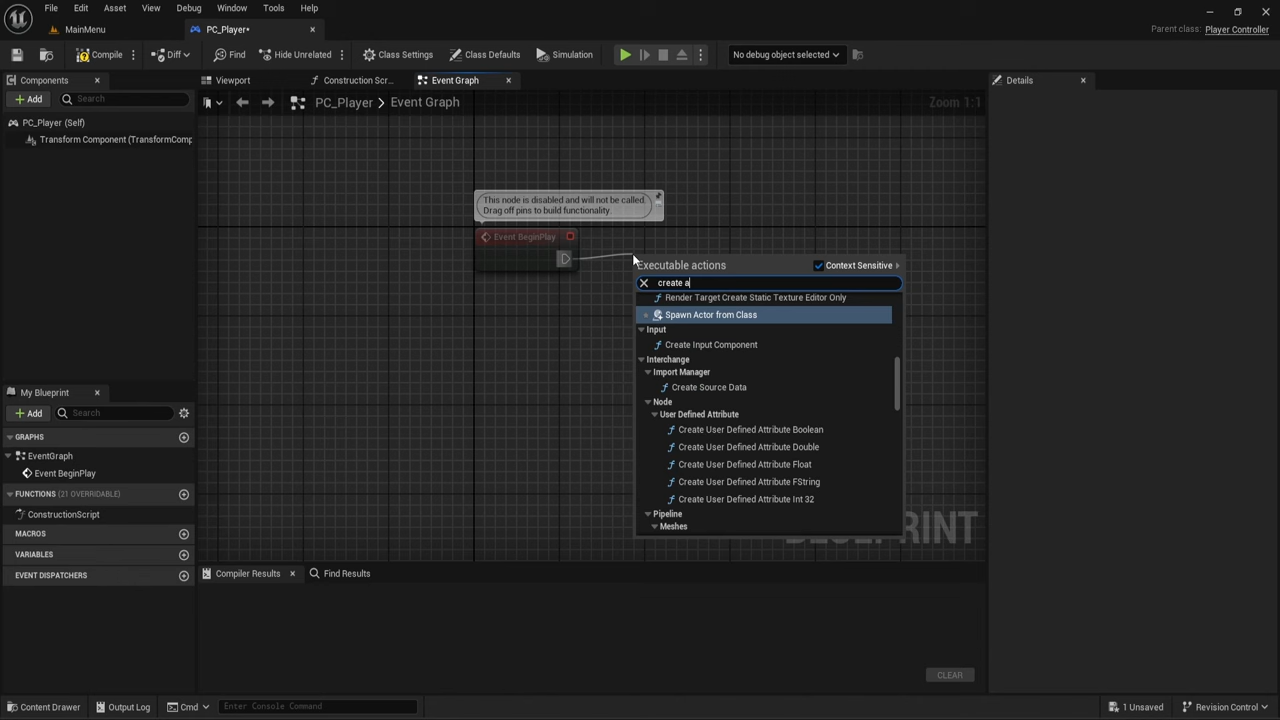 File Edit Asset View Debug Window Tools Help
MainMenu
PC_Player*
Parent class: Player Controller
Compile
Diff
Find
Hide Unrelated
Class Settings
Class Defaults
Simulation
No debug object selected
Components
Add
Search
PC_Player (Self)
Transform Component (TransformComp
Viewport
Construction Scr...
Event Graph
PC_Player > Event Graph
Zoom 1:1
This node is disabled and will not be called.
Drag off pins to build functionality.
Event BeginPlay
Executable actions
Context Sensitive
create a
Render Target Create Static Texture Editor Only
Spawn Actor from Class
Input
Create Input Component
Interchange
Import Manager
Create Source Data
Node
User Defined Attribute
Create User Defined Attribute Boolean
Create User Defined Attribute Double
Create User Defined Attribute Float
Create User Defined Attribute FString
Create User Defined Attribute Int 32
Pipeline
Meshes
Details
My Blueprint
Add
Search
GRAPHS
EventGraph
Event BeginPlay
FUNCTIONS (21 OVERRIDABLE)
ConstructionScript
MACROS
VARIABLES
EVENT DISPATCHERS
Compiler Results
Find Results
CLEAR
Content Drawer
Output Log
Cmd
Enter Console Command
1 Unsaved
Revision Control